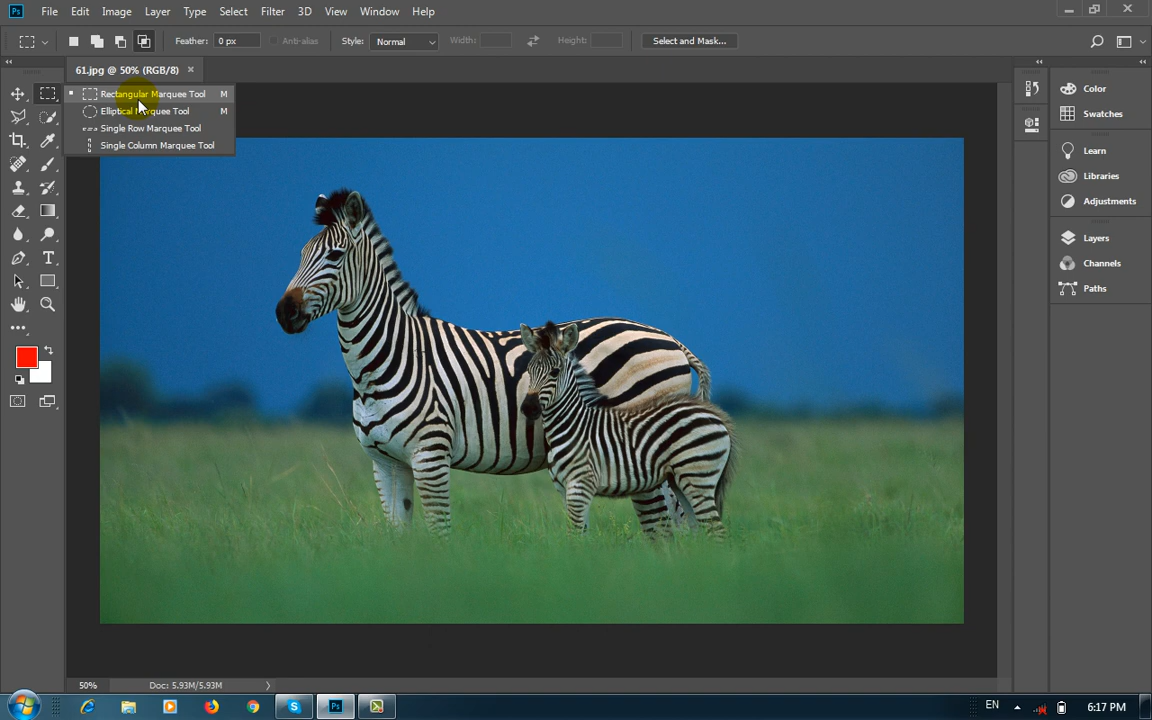 Ps File Edit Image Layer Type Select Filter 3D View Window Help
Feather: 0 px Anti-alias Style: Normal Width: Height: Select and Mask...
61.jpg @ 50% (RGB/8) ×
Rectangular Marquee Tool M
Elliptical Marquee Tool M
Single Row Marquee Tool
Single Column Marquee Tool
T
Color
Swatches
Learn
Libraries
Adjustments
Layers
Channels
Paths
50% Doc: 5.93M/5.93M
S Ps EN 6:17 PM